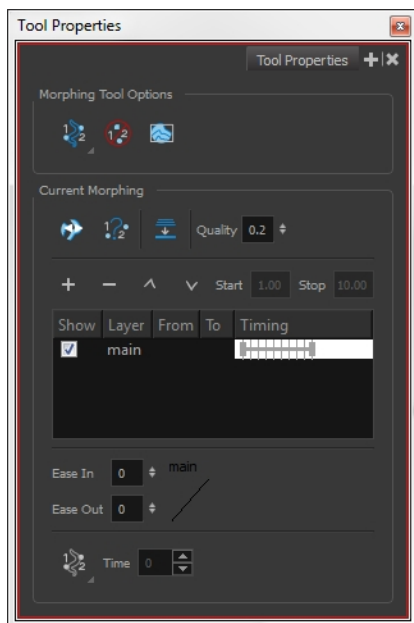 Tool Properties
Tool Properties
Morphing Tool Options
Current Morphing
Quality 0.2
Start 1.00 Stop 10.00
Show Layer From To Timing
main
Ease In 0 main
Ease Out 0
Time 0